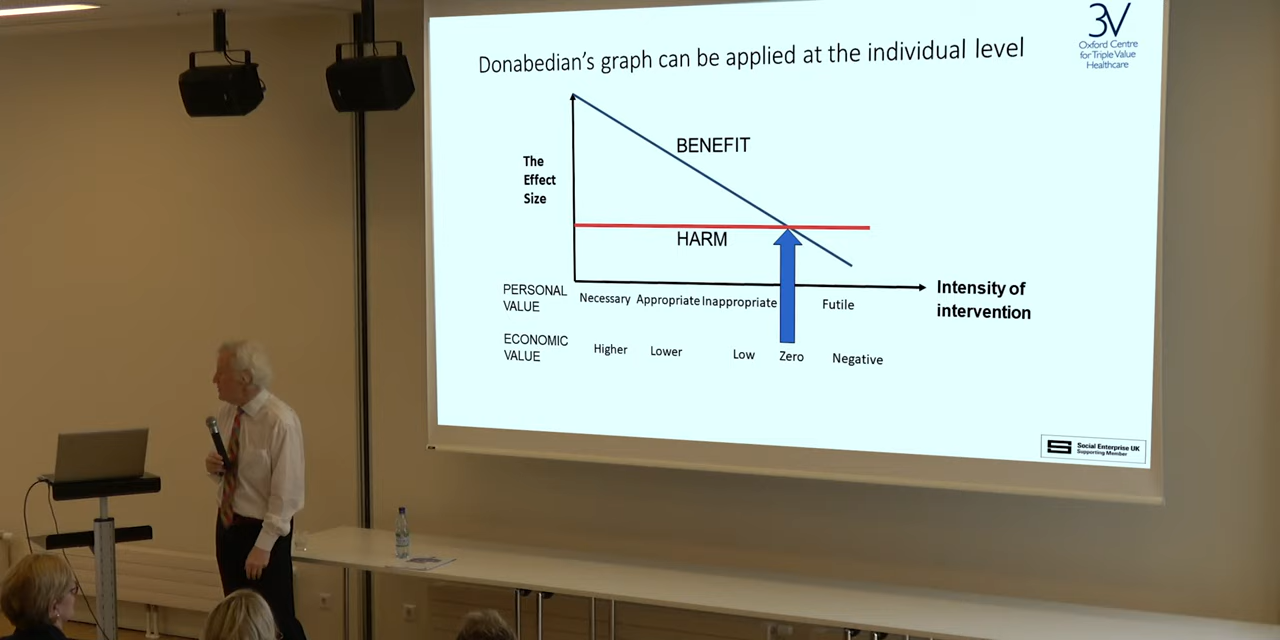 Donabedian's graph can be applied at the individual level
3V
Oxford Centre
for Triple Value
Healthcare
The
Effect
Size
BENEFIT
HARM
PERSONAL
VALUE
Necessary Appropriate Inappropriate Futile
Intensity of
intervention
ECONOMIC
VALUE
Higher Lower Low Zero Negative
Social Enterprise UK
Supporting Member